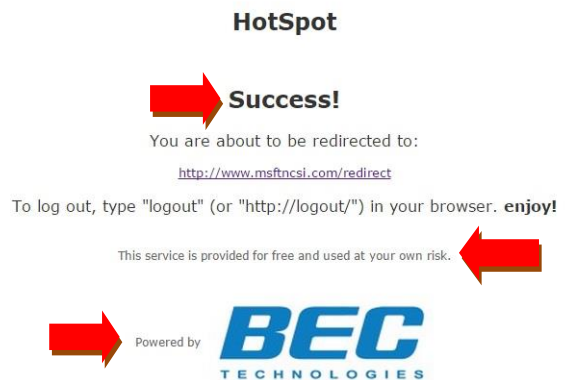 HotSpot
Success!
You are about to be redirected to:
http://www.msftncsi.com/redirect
To log out, type "logout" (or "http://logout/") in your browser. enjoy!
This service is provided for free and used at your own risk.
Powered by
BEC
TECHNOLOGIES